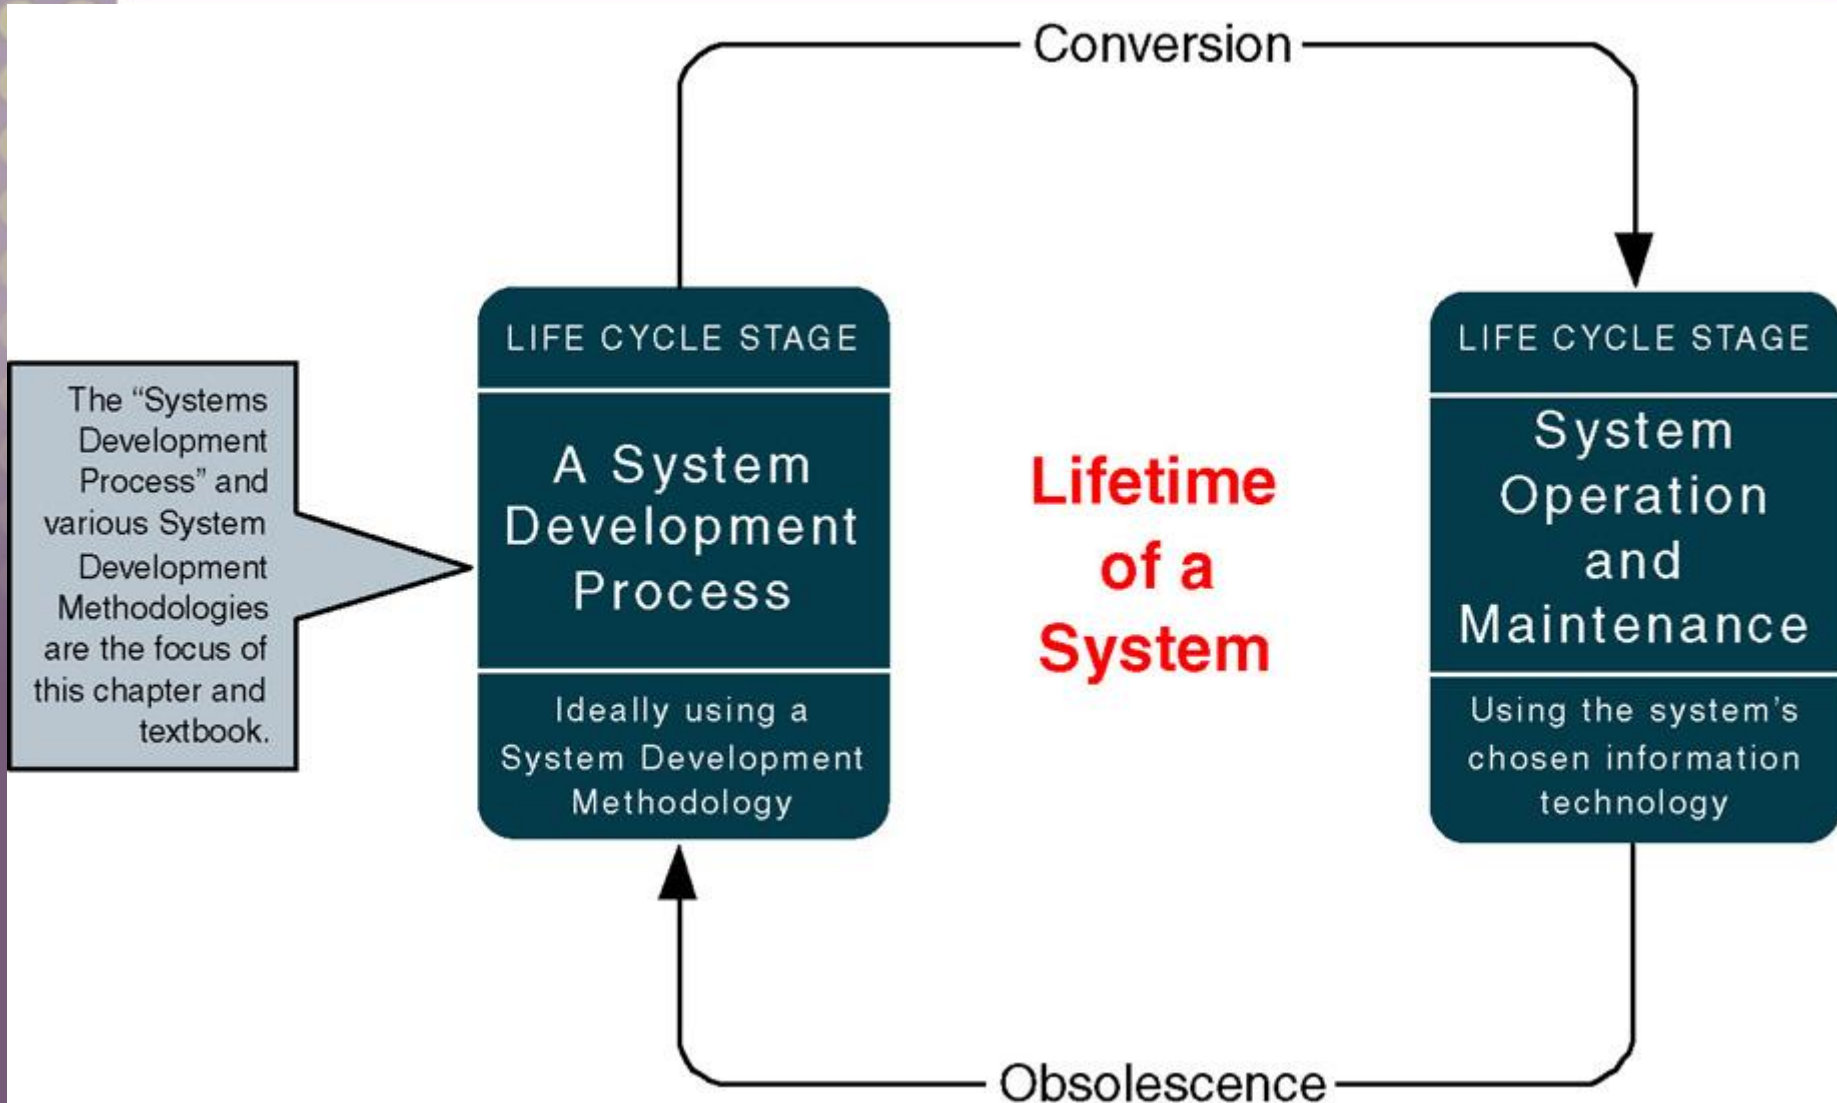 Conversion
LIFE CYCLE STAGE
A System
Development
Process
Ideally using a
System Development
Methodology
The “Systems
Development
Process” and
various System
Development
Methodologies
are the focus of
this chapter and
textbook.
Lifetime
of a
System
LIFE CYCLE STAGE
System
Operation
and
Maintenance
Using the system’s
chosen information
technology
Obsolescence